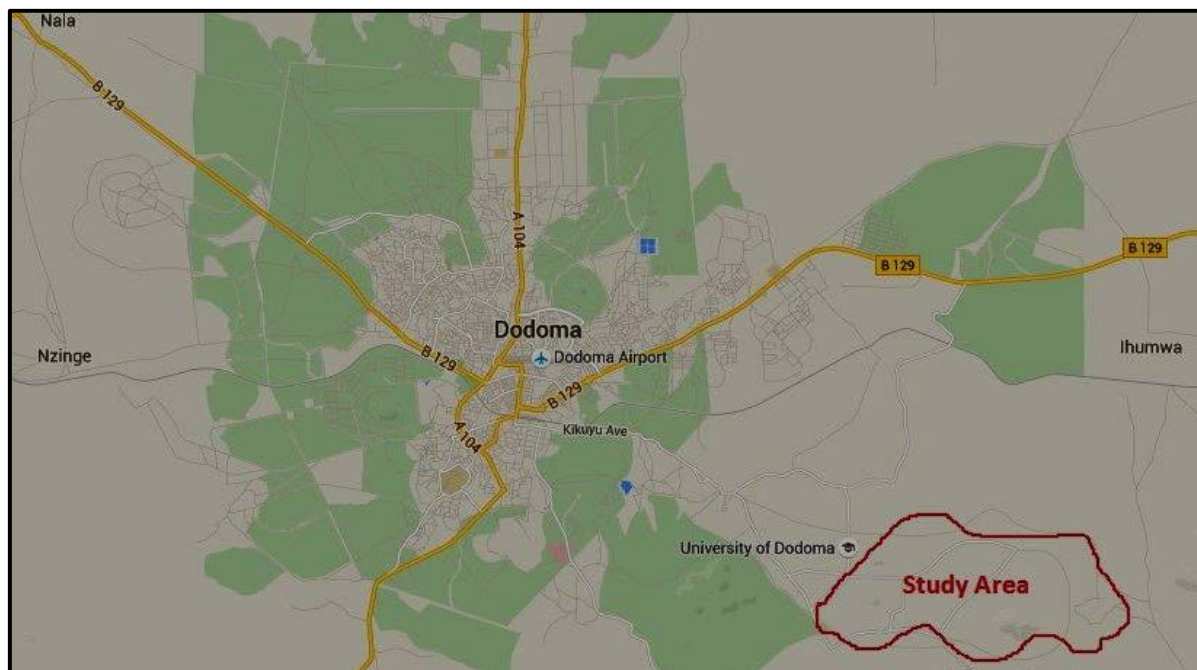 Nala
B 129
A 104
B 129
B 129
Dodoma
Nzinge
B 129
Dodoma Airport
Ihumwa
B 129
A 104
Kikuyu Ave
University of Dodoma
Study Area